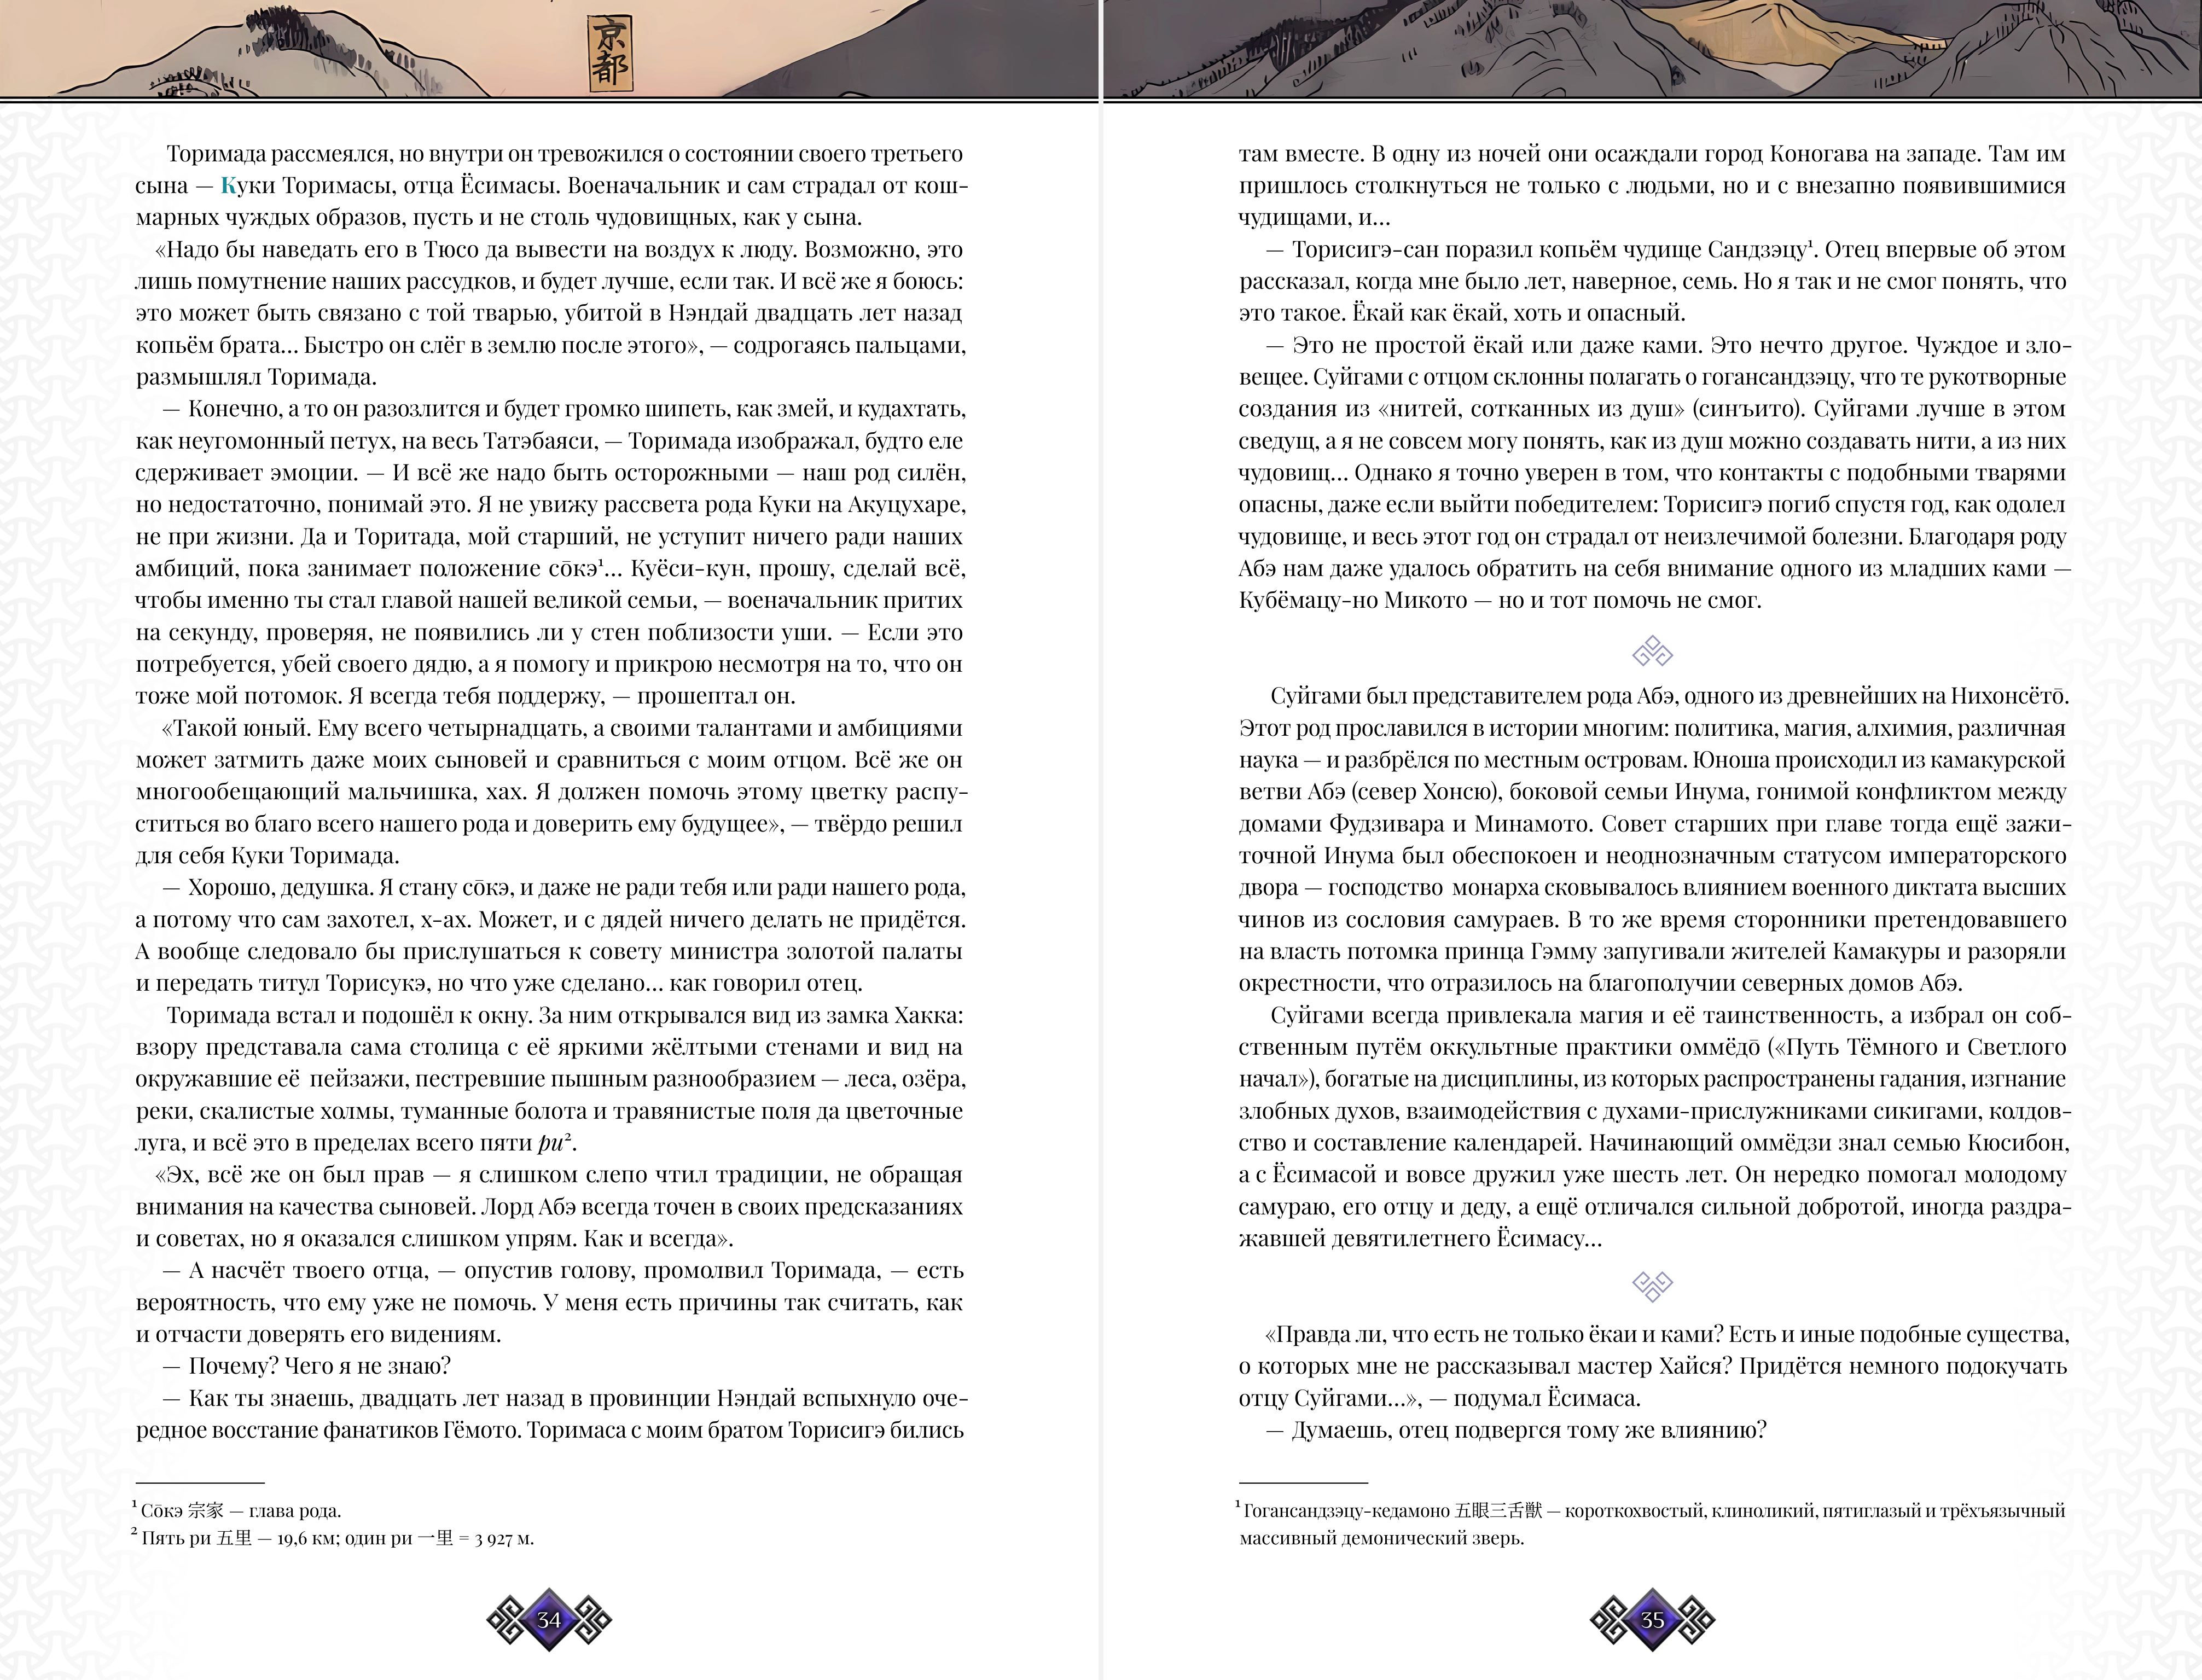 京都
Торимада рассмеялся, но внутри он тревожился о состоянии своего третьего
сына — Куки Торимасы, отца Ёсимасы. Военачальник и сам страдал от кош-
марных чуждых образов, пусть и не столь чудовищных, как у сына.
«Надо бы наведать его в Тюсо да вывести на воздух к люду. Возможно, это
лишь помутнение наших рассудков, и будет лучше, если так. И всё же я боюсь:
это может быть связано с той тварью, убитой в Нэндай двадцать лет назад
копьём брата... Быстро он слёг в землю после этого», — содрогаясь пальцами,
размышлял Торимада.
— Конечно, а то он разозлится и будет громко шипеть, как змей, и кудахтать,
как неугомонный петух, на весь Татэбаяси, — Торимада изображал, будто еле
сдерживает эмоции. — И всё же надо быть осторожными — наш род силён,
но недостаточно, понимай это. Я не увижу рассвета рода Куки на Акуцухаре,
не при жизни. Да и Торитада, мой старший, не уступит ничего ради наших
амбиций, пока занимает положение сōкэ¹... Куёси-кун, прошу, сделай всё,
чтобы именно ты стал главой нашей великой семьи, — военачальник притих
на секунду, проверяя, не появились ли у стен поблизости уши. — Если это
потребуется, убей своего дядю, а я помогу и прикрою несмотря на то, что он
тоже мой потомок. Я всегда тебя поддержу, — прошептал он.
«Такой юный. Ему всего четырнадцать, а своими талантами и амбициями
может затмить даже моих сыновей и сравниться с моим отцом. Всё же он
многообещающий мальчишка, хах. Я должен помочь этому цветку распу-
ститься во благо всего нашего рода и доверить ему будущее», — твёрдо решил
для себя Куки Торимада.
— Хорошо, дедушка. Я стану сōкэ, и даже не ради тебя или ради нашего рода,
а потому что сам захотел, х-ах. Может, и с дядей ничего делать не придётся.
А вообще следовало бы прислушаться к совету министра золотой палаты
и передать титул Торисукэ, но что уже сделано... как говорил отец.
Торимада встал и подошёл к окну. За ним открывался вид из замка Хакка:
взору представала сама столица с её яркими жёлтыми стенами и вид на
окружавшие её пейзажи, пестревшие пышным разнообразием — леса, озёра,
реки, скалистые холмы, туманные болота и травянистые поля да цветочные
луга, и всё это в пределах всего пяти ри².
«Эх, всё же он был прав — я слишком слепо чтил традиции, не обращая
внимания на качества сыновей. Лорд Абэ всегда точен в своих предсказаниях
и советах, но я оказался слишком упрям. Как и всегда».
— А насчёт твоего отца, — опустив голову, промолвил Торимада, — есть
вероятность, что ему уже не помочь. У меня есть причины так считать, как
и отчасти доверять его видениям.
— Почему? Чего я не знаю?
— Как ты знаешь, двадцать лет назад в провинции Нэндай вспыхнуло оче-
редное восстание фанатиков Гёмото. Торимаса с моим братом Торисигэ бились
¹ Сōкэ 宗家 — глава рода.
² Пять ри 五里 — 19,6 км; один ри 一里 = 3 927 м.
34
там вместе. В одну из ночей они осаждали город Коногава на западе. Там им
пришлось столкнуться не только с людьми, но и с внезапно появившимися
чудищами, и...
— Торисигэ-сан поразил копьём чудище Сандзэцу¹. Отец впервые об этом
рассказал, когда мне было лет, наверное, семь. Но я так и не смог понять, что
это такое. Ёкай как ёкай, хоть и опасный.
— Это не простой ёкай или даже ками. Это нечто другое. Чуждое и зло-
вещее. Суйгами с отцом склонны полагать о гогансандзэцу, что те рукотворные
создания из «нитей, сотканных из душ» (синъито). Суйгами лучше в этом
сведущ, а я не совсем могу понять, как из душ можно создавать нити, а из них
чудовищ... Однако я точно уверен в том, что контакты с подобными тварями
опасны, даже если выйти победителем: Торисигэ погиб спустя год, как одолел
чудовище, и весь этот год он страдал от неизлечимой болезни. Благодаря роду
Абэ нам даже удалось обратить на себя внимание одного из младших ками —
Кубёмацу-но Микото — но и тот помочь не смог.
Суйгами был представителем рода Абэ, одного из древнейших на Нихонсётō.
Этот род прославился в истории многим: политика, магия, алхимия, различная
наука — и разбрёлся по местным островам. Юноша происходил из камакурской
ветви Абэ (север Хонсю), боковой семьи Инума, гонимой конфликтом между
домами Фудзивара и Минамото. Совет старших при главе тогда ещё зажи-
точной Инума был обеспокоен и неоднозначным статусом императорского
двора — господство монарха сковывалось влиянием военного диктата высших
чинов из сословия самураев. В то же время сторонники претендовавшего
на власть потомка принца Гэмму запугивали жителей Камакуры и разоряли
окрестности, что отразилось на благополучии северных домов Абэ.
Суйгами всегда привлекала магия и её таинственность, а избрал он соб-
ственным путём оккультные практики оммёдō («Путь Тёмного и Светлого
начал»), богатые на дисциплины, из которых распространены гадания, изгнание
злобных духов, взаимодействия с духами-прислужниками сикигами, колдов-
ство и составление календарей. Начинающий оммёдзи знал семью Кюсибон,
а с Ёсимасой и вовсе дружил уже шесть лет. Он нередко помогал молодому
самураю, его отцу и деду, а ещё отличался сильной добротой, иногда раздра-
жавшей девятилетнего Ёсимасу...
«Правда ли, что есть не только ёкаи и ками? Есть и иные подобные существа,
о которых мне не рассказывал мастер Хайся? Придётся немного подокучать
отцу Суйгами...», — подумал Ёсимаса.
— Думаешь, отец подвергся тому же влиянию?
¹ Гогансандзэцу-кедамоно 五眼三舌獣 — короткохвостый, клиноликий, пятиглазый и трёхъязычный
массивный демонический зверь.
35